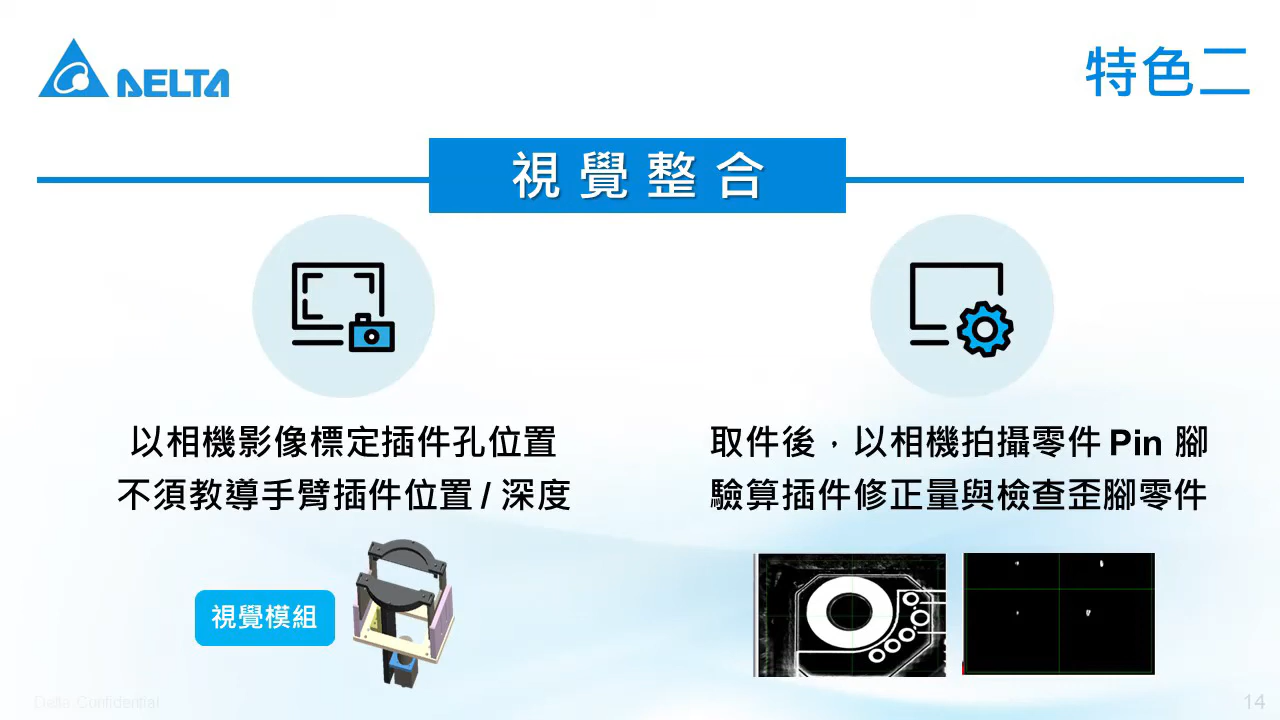 DELTA
特色二
視覺整合
以相機影像標定插件孔位置
不須教導手臂插件位置 / 深度
取件後，以相機拍攝零件 Pin 腳
驗算插件修正量與檢查歪腳零件
視覺模組
Delta Confidential
14